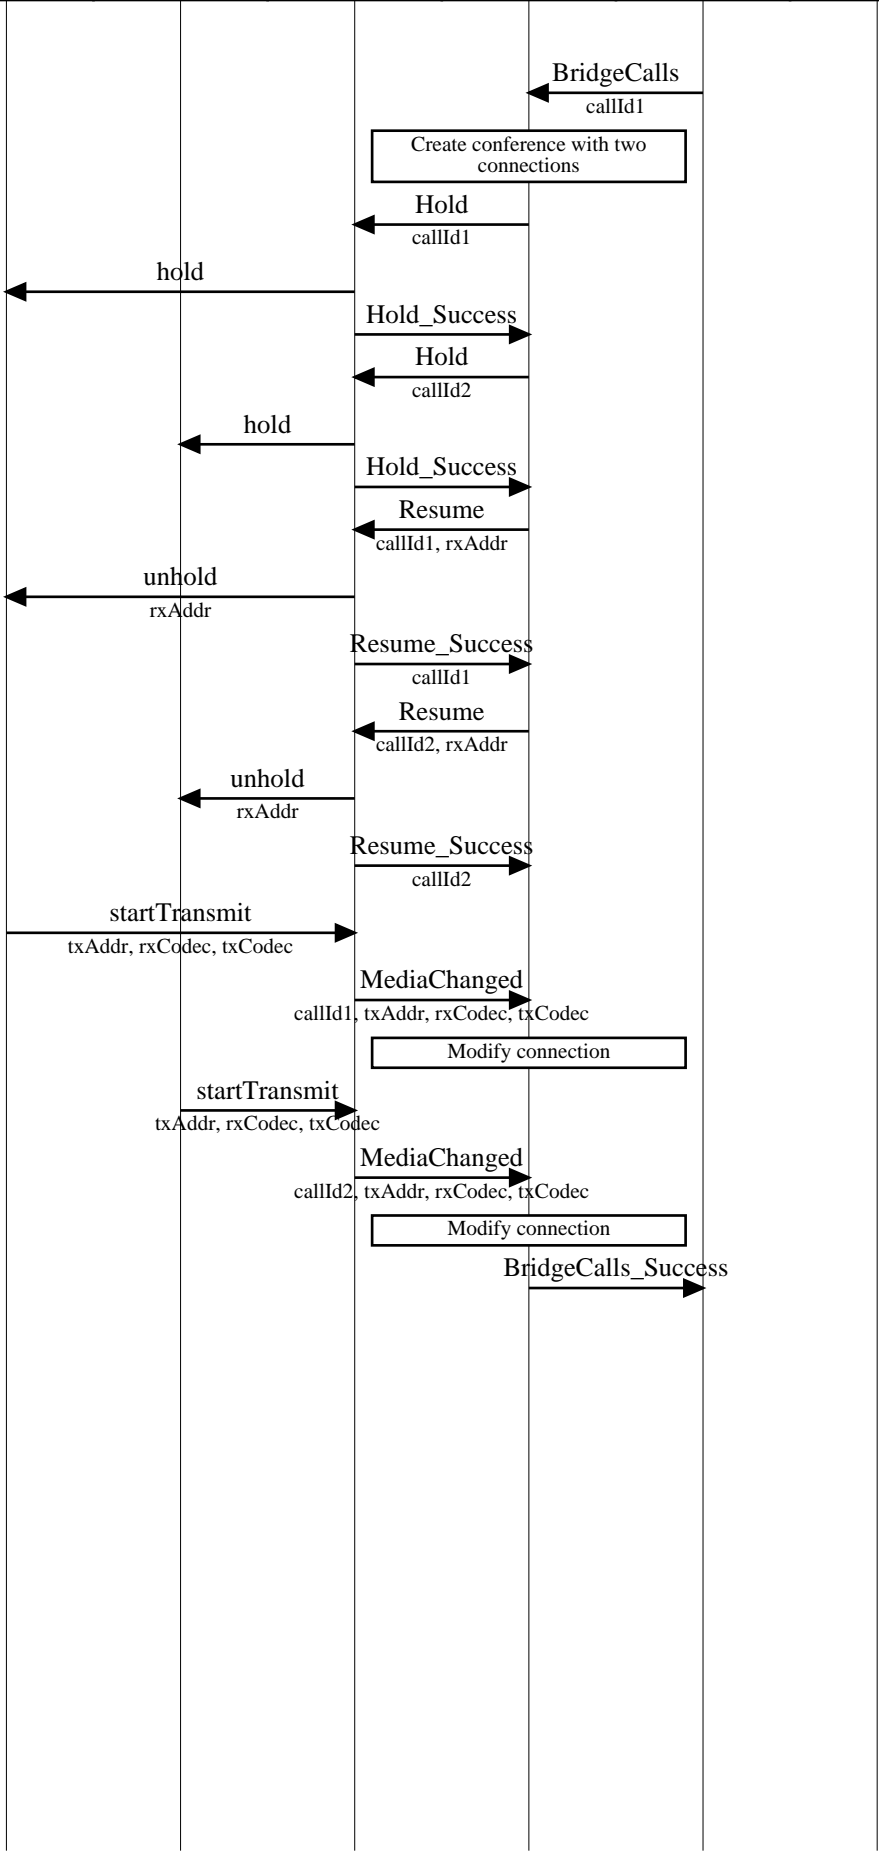 BridgeCalls
callId1
Create conference with two
connections
Hold
callId1
hold
Hold_Success
Hold
callId2
hold
Hold_Success
Resume
callId1, rxAddr
unhold
rxAddr
Resume_Success
callId1
Resume
callId2, rxAddr
unhold
rxAddr
Resume_Success
callId2
startTransmit
txAddr, rxCodec, txCodec
MediaChanged
callId1, txAddr, rxCodec, txCodec
Modify connection
startTransmit
txAddr, rxCodec, txCodec
MediaChanged
callId2, txAddr, rxCodec, txCodec
Modify connection
BridgeCalls_Success